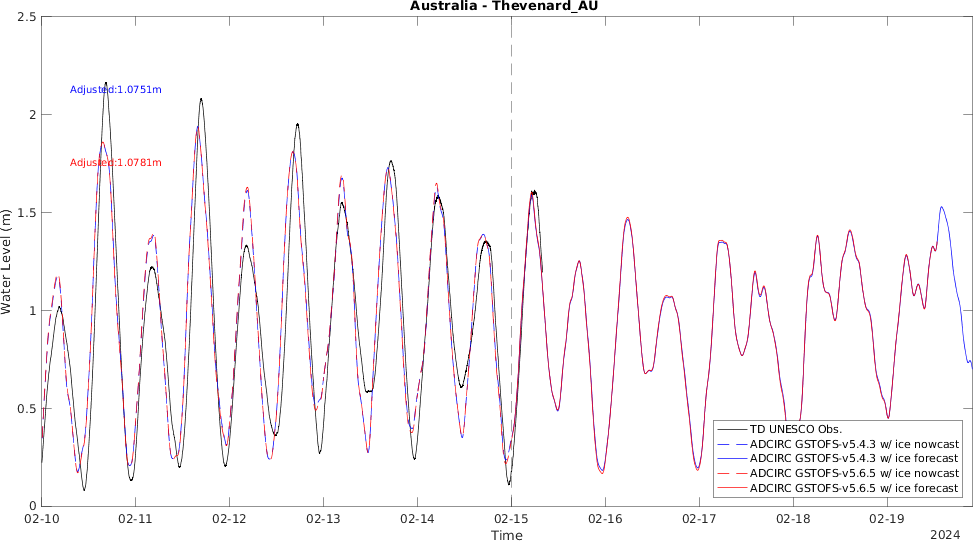 Australia - Thevenard_AU
2.5
2
1.5
1
0.5
0
Water Level (m)
Adjusted:1.0751m
Adjusted:1.0781m
TD UNESCO Obs.
ADCIRC GSTOFS-v5.4.3 w/ ice nowcast
ADCIRC GSTOFS-v5.4.3 w/ ice forecast
ADCIRC GSTOFS-v5.6.5 w/ ice nowcast
ADCIRC GSTOFS-v5.6.5 w/ ice forecast
02-10 02-11 02-12 02-13 02-14 02-15 02-16 02-17 02-18 02-19
Time
2024